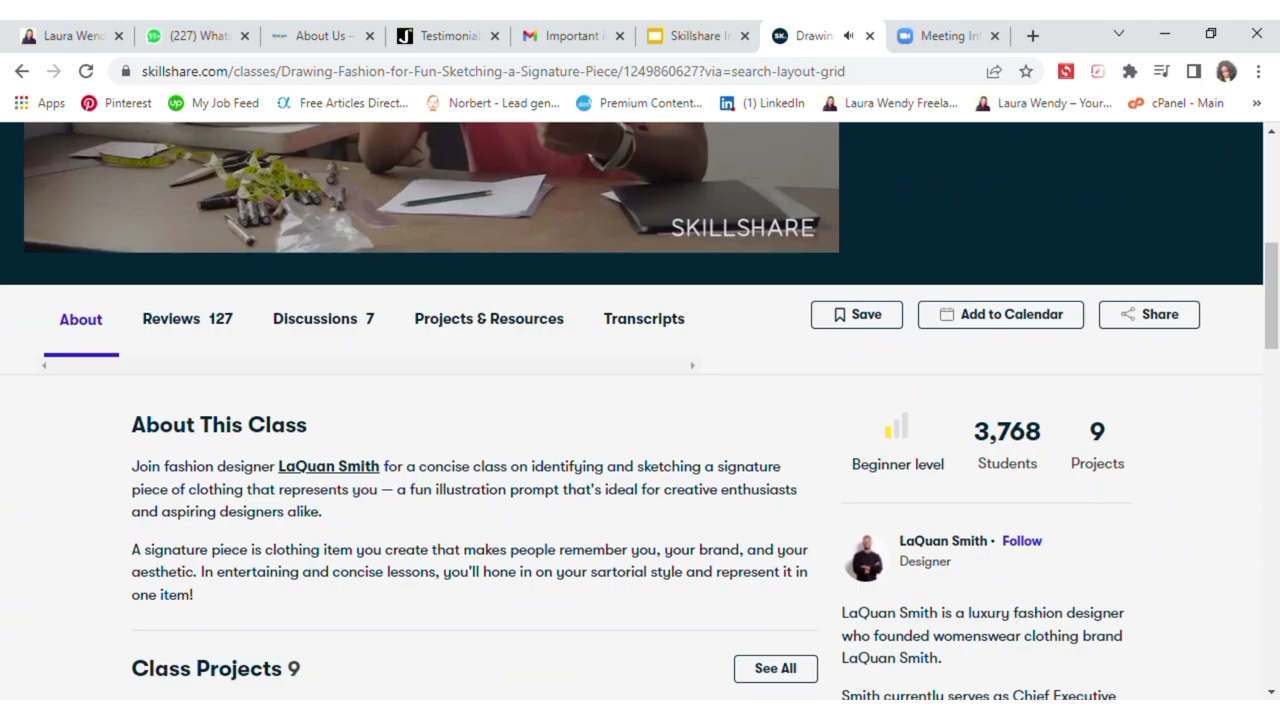 Laura Wend
(227) What
About Us –
Testimonia
Important
Skillshare I
Drawin
Meeting In
skillshare.com/classes/Drawing-Fashion-for-Fun-Sketching-a-Signature-Piece/1249860627?via=search-layout-grid
Apps
Pinterest
My Job Feed
Free Articles Direct...
Norbert - Lead gen...
Premium Content...
(1) LinkedIn
Laura Wendy Freela...
Laura Wendy – Your...
cPanel - Main
SKILLSHARE
About
Reviews 127
Discussions 7
Projects & Resources
Transcripts
Save
Add to Calendar
Share
About This Class
Join fashion designer LaQuan Smith for a concise class on identifying and sketching a signature
piece of clothing that represents you — a fun illustration prompt that's ideal for creative enthusiasts
and aspiring designers alike.
A signature piece is clothing item you create that makes people remember you, your brand, and your
aesthetic. In entertaining and concise lessons, you'll hone in on your sartorial style and represent it in
one item!
Class Projects 9
See All
Beginner level
3,768
Students
9
Projects
LaQuan Smith • Follow
Designer
LaQuan Smith is a luxury fashion designer
who founded womenswear clothing brand
LaQuan Smith.
Smith currently serves as Chief Executive